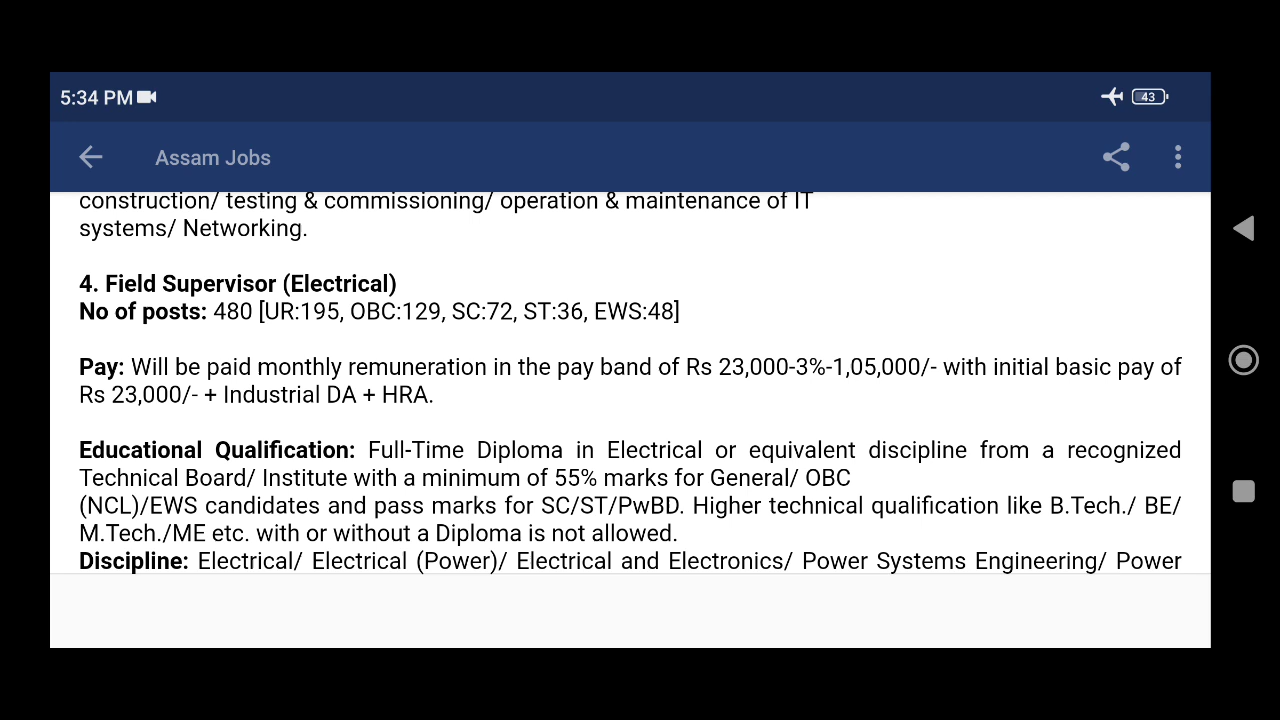 5:34 PM
43
Assam Jobs
construction/ testing & commissioning/ operation & maintenance of IT
systems/ Networking.
4. Field Supervisor (Electrical)
No of posts: 480 [UR:195, OBC:129, SC:72, ST:36, EWS:48]
Pay: Will be paid monthly remuneration in the pay band of Rs 23,000-3%-1,05,000/- with initial basic pay of
Rs 23,000/- + Industrial DA + HRA.
Educational Qualification: Full-Time Diploma in Electrical or equivalent discipline from a recognized
Technical Board/ Institute with a minimum of 55% marks for General/ OBC
(NCL)/EWS candidates and pass marks for SC/ST/PwBD. Higher technical qualification like B.Tech./ BE/
M.Tech./ME etc. with or without a Diploma is not allowed.
Discipline: Electrical/ Electrical (Power)/ Electrical and Electronics/ Power Systems Engineering/ Power